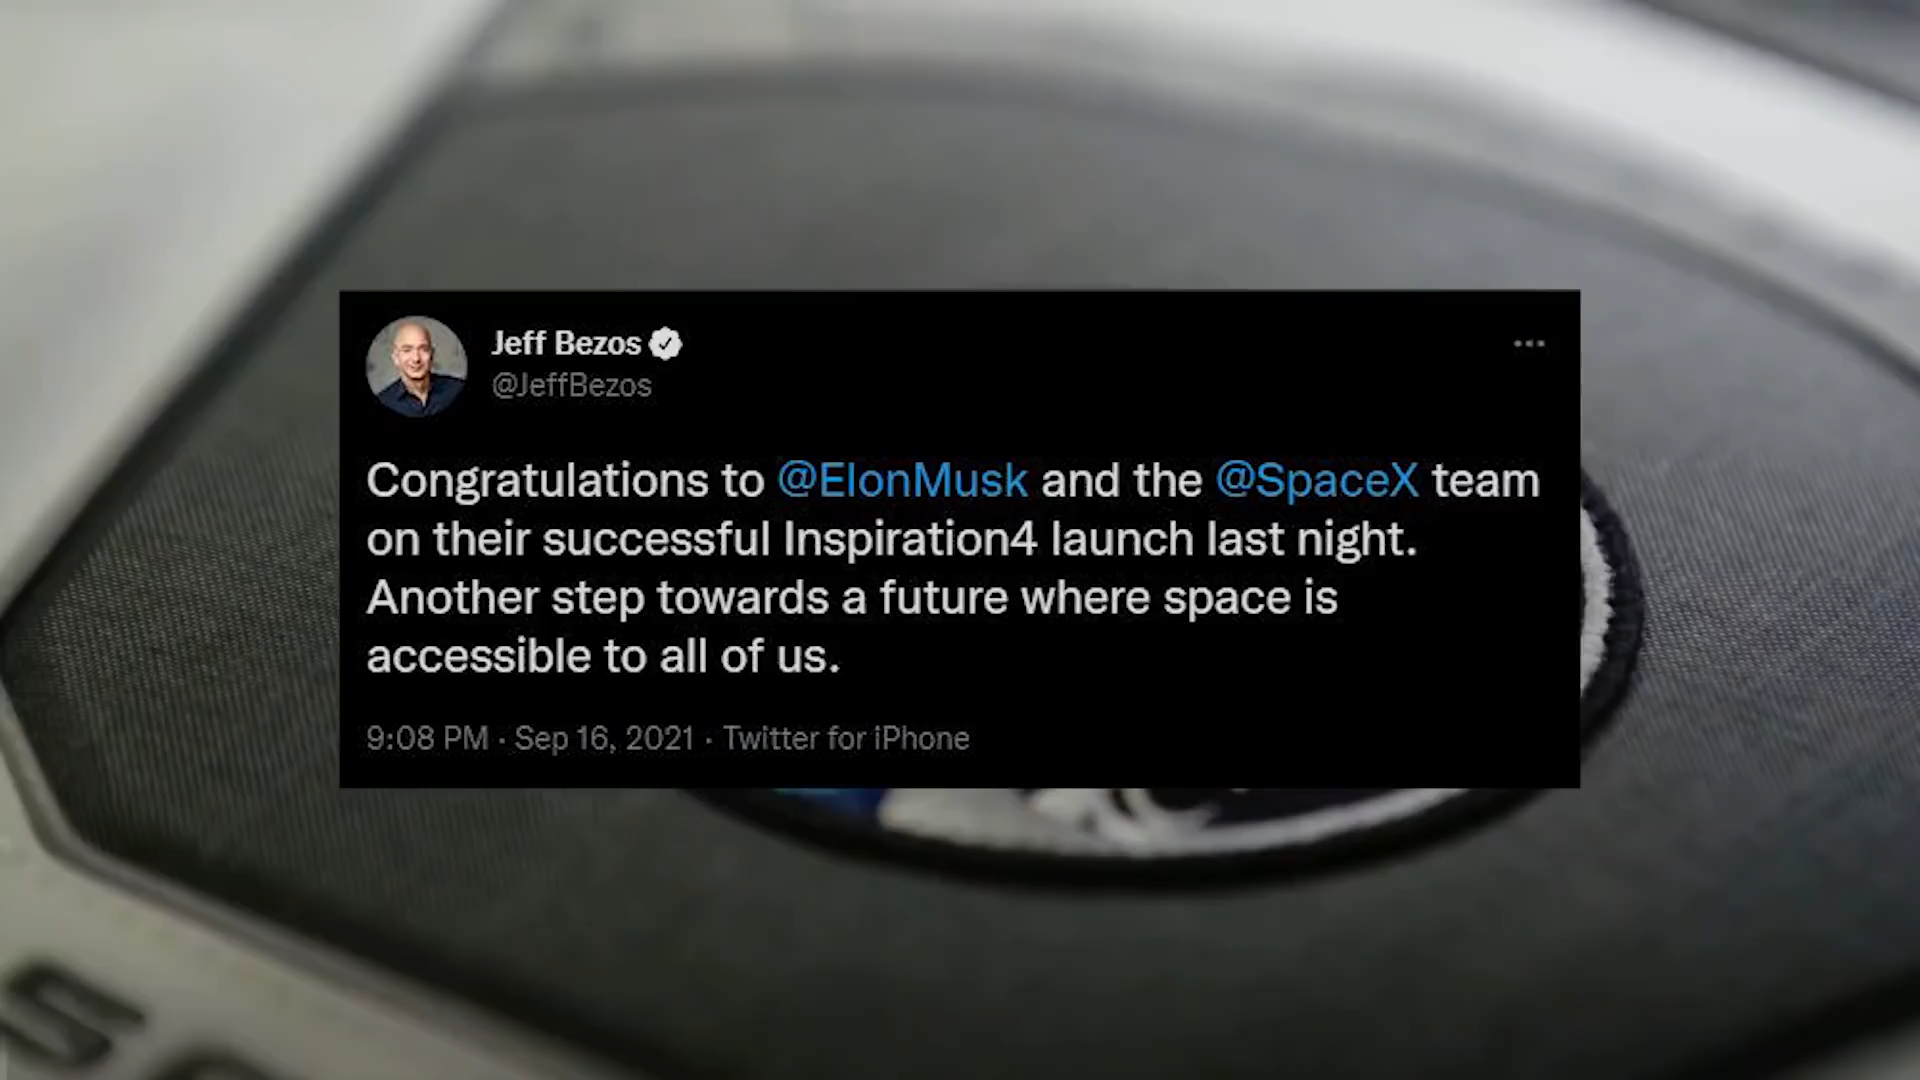 Jeff Bezos
@JeffBezos
Congratulations to @ElonMusk and the @SpaceX team
on their successful Inspiration4 launch last night.
Another step towards a future where space is
accessible to all of us.
9:08 PM · Sep 16, 2021 · Twitter for iPhone